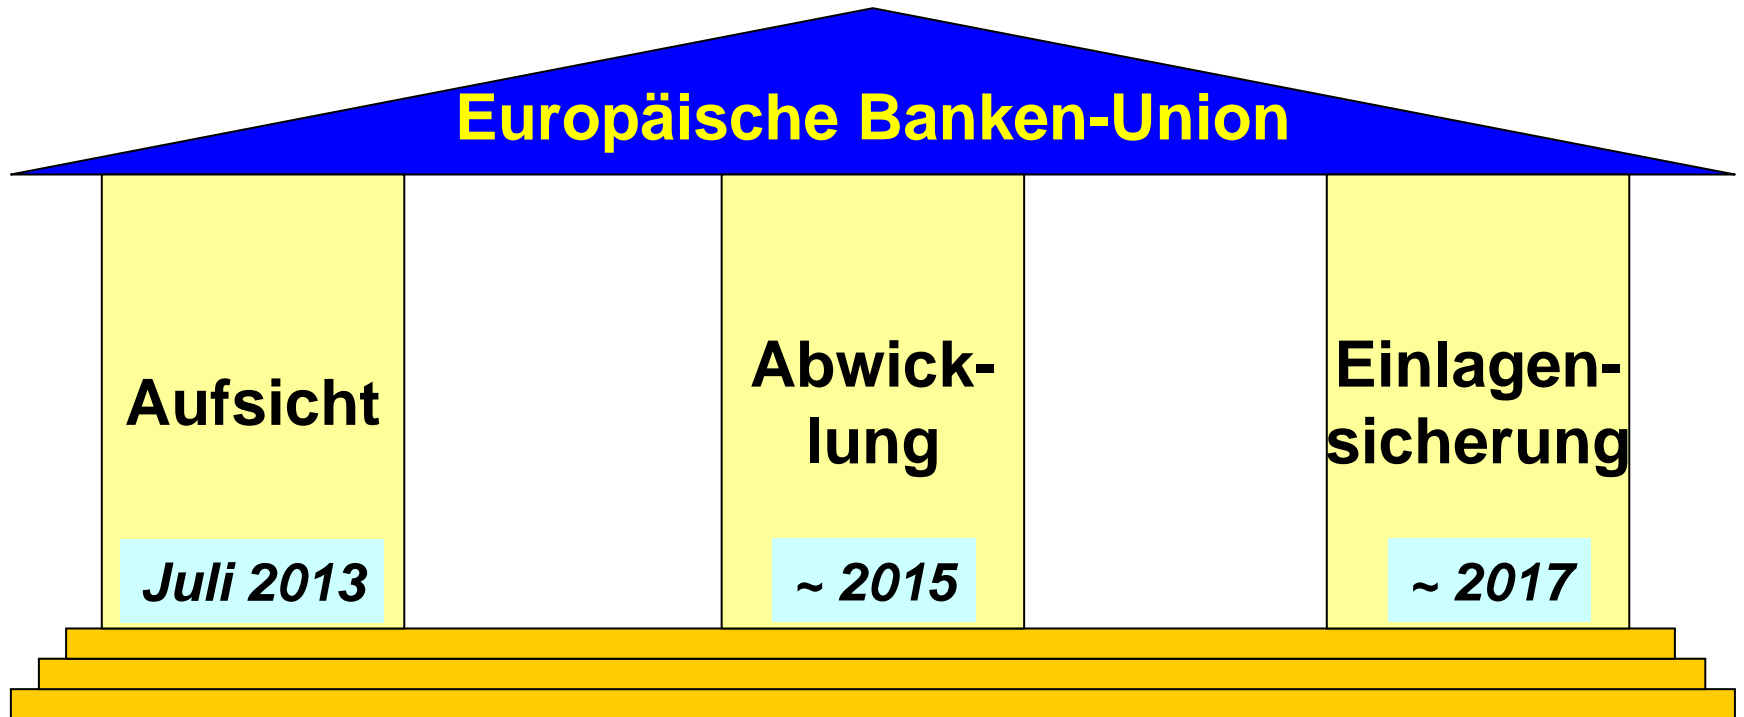 Europäische Banken-Union
Aufsicht
Juli 2013
Abwick-
lung
~ 2015
Einlagen-
sicherung
~ 2017